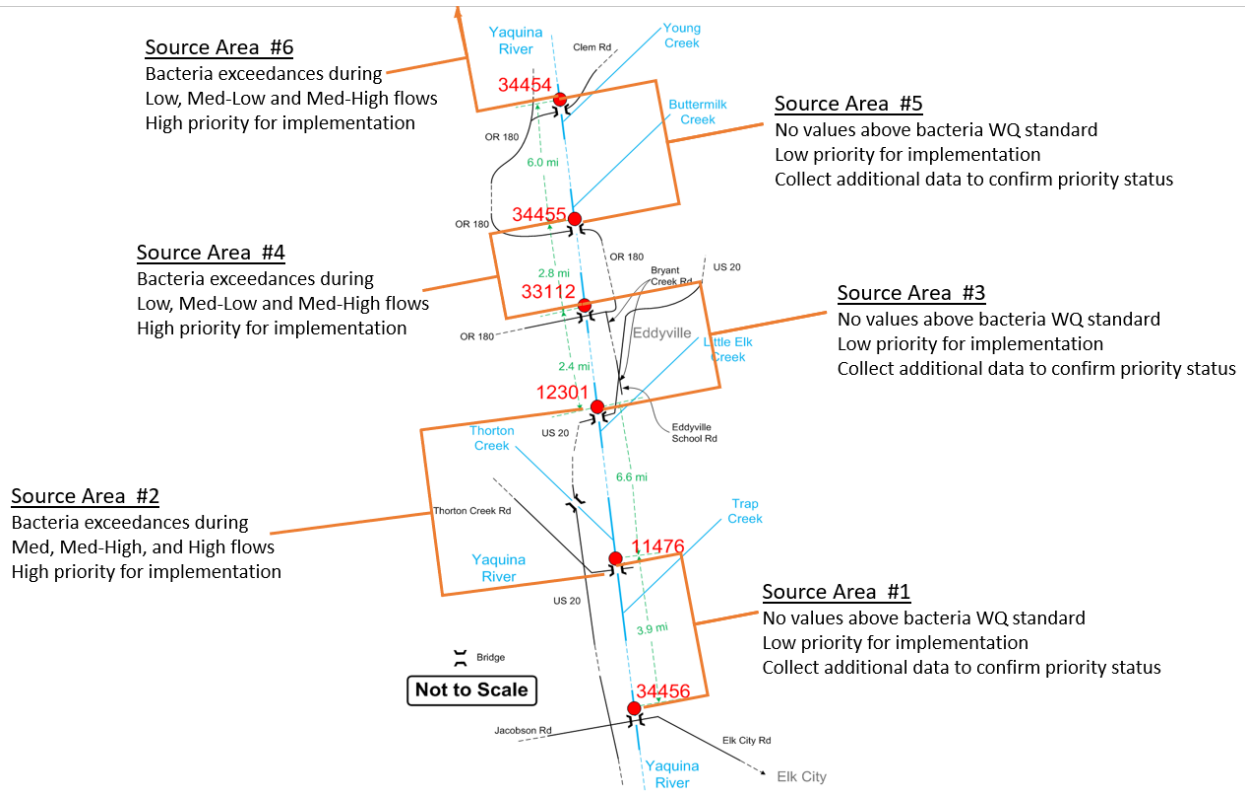 Source Area #6
Bacteria exceedances during
Low, Med-Low and Med-High flows
High priority for implementation
Yaquina
River
Clem Rd
Young
Creek
34454
Buttermilk
Creek
Source Area #5
No values above bacteria WQ standard
Low priority for implementation
Collect additional data to confirm priority status
OR 180
6.0 mi
34455
OR 180
Source Area #4
Bacteria exceedances during
Low, Med-Low and Med-High flows
High priority for implementation
OR 180
2.8 mi
Bryant
Creek Rd
US 20
33112
OR 180
Eddyville
Little Elk
Creek
Source Area #3
No values above bacteria WQ standard
Low priority for implementation
Collect additional data to confirm priority status
2.4 mi
12301
US 20
Eddyville
School Rd
Thorton
Creek
6.6 mi
Source Area #2
Bacteria exceedances during
Med, Med-High, and High flows
High priority for implementation
Thorton Creek Rd
Trap
Creek
11476
Yaquina
River
US 20
Source Area #1
No values above bacteria WQ standard
Low priority for implementation
Collect additional data to confirm priority status
3.9 mi
Bridge
Not to Scale
34456
Jacobson Rd
Elk City Rd
Elk City
Yaquina
River